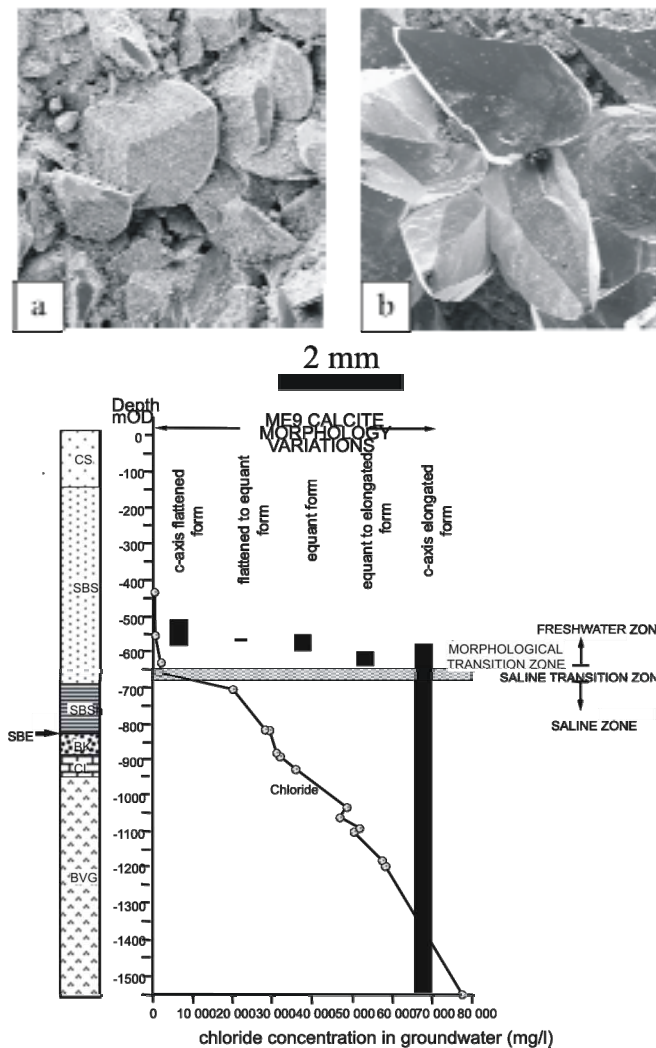 a
b
2 mm
Depth
mOD
ME9 CALCITE
MORPHOLOGY
VARIATIONS
c-axis flattened
form
flattened to equant
form
equant form
equant to elongated
form
c-axis elongated
form
0
-100
-200
-300
-400
-500
-600
-700
-800
-900
-1000
-1100
-1200
-1300
-1400
-1500
CS
SBS
SBS
SBE
BK
CL
BVG
FRESHWATER ZON
MORPHOLOGICAL
TRANSITION ZONE
SALINE TRANSITION ZON
SALINE ZONE
Chloride
0 10 000 20 000 30 000 40 000 50 000 60 000 70 000 80 000
chloride concentration in groundwater (mg/l)